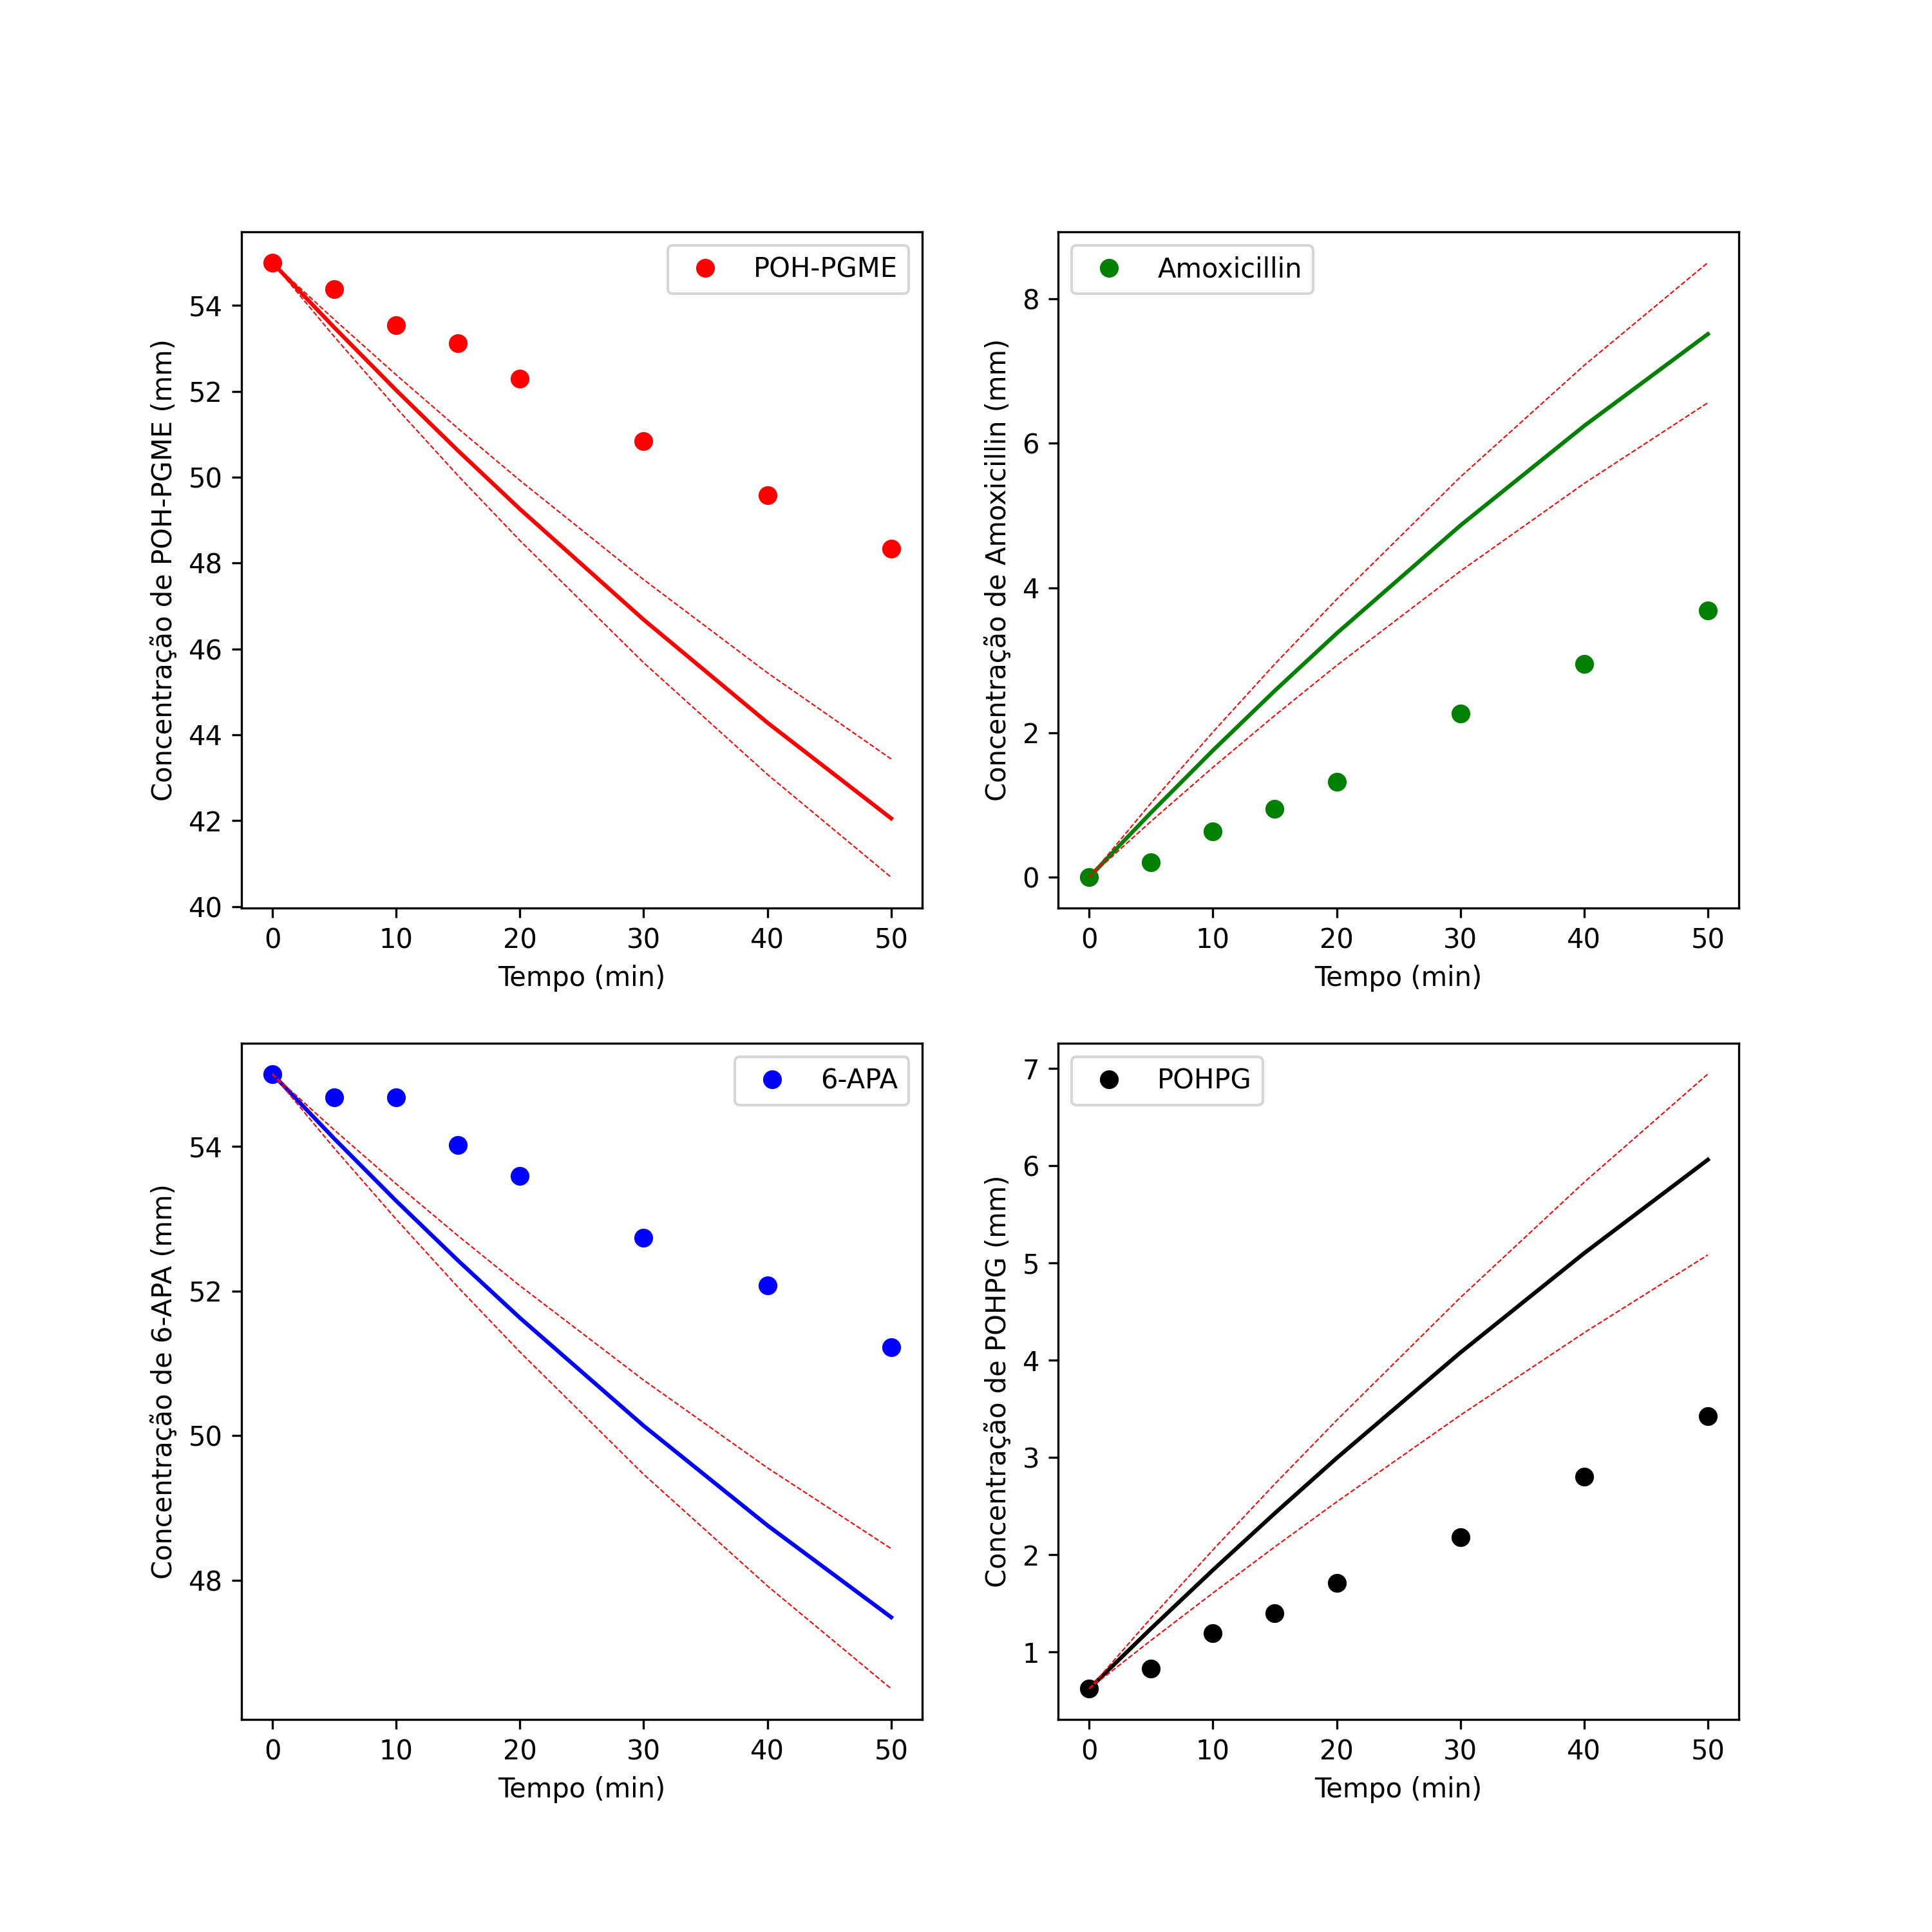 POH-PGME
Concentração de POH-PGME (mm)
54
52
50
48
46
44
42
40
0 10 20 30 40 50
Tempo (min)
Amoxicillin
Concentração de Amoxicillin (mm)
8
6
4
2
0
0 10 20 30 40 50
Tempo (min)
6-APA
Concentração de 6-APA (mm)
54
52
50
48
0 10 20 30 40 50
Tempo (min)
POHPG
Concentração de POHPG (mm)
7
6
5
4
3
2
1
0 10 20 30 40 50
Tempo (min)